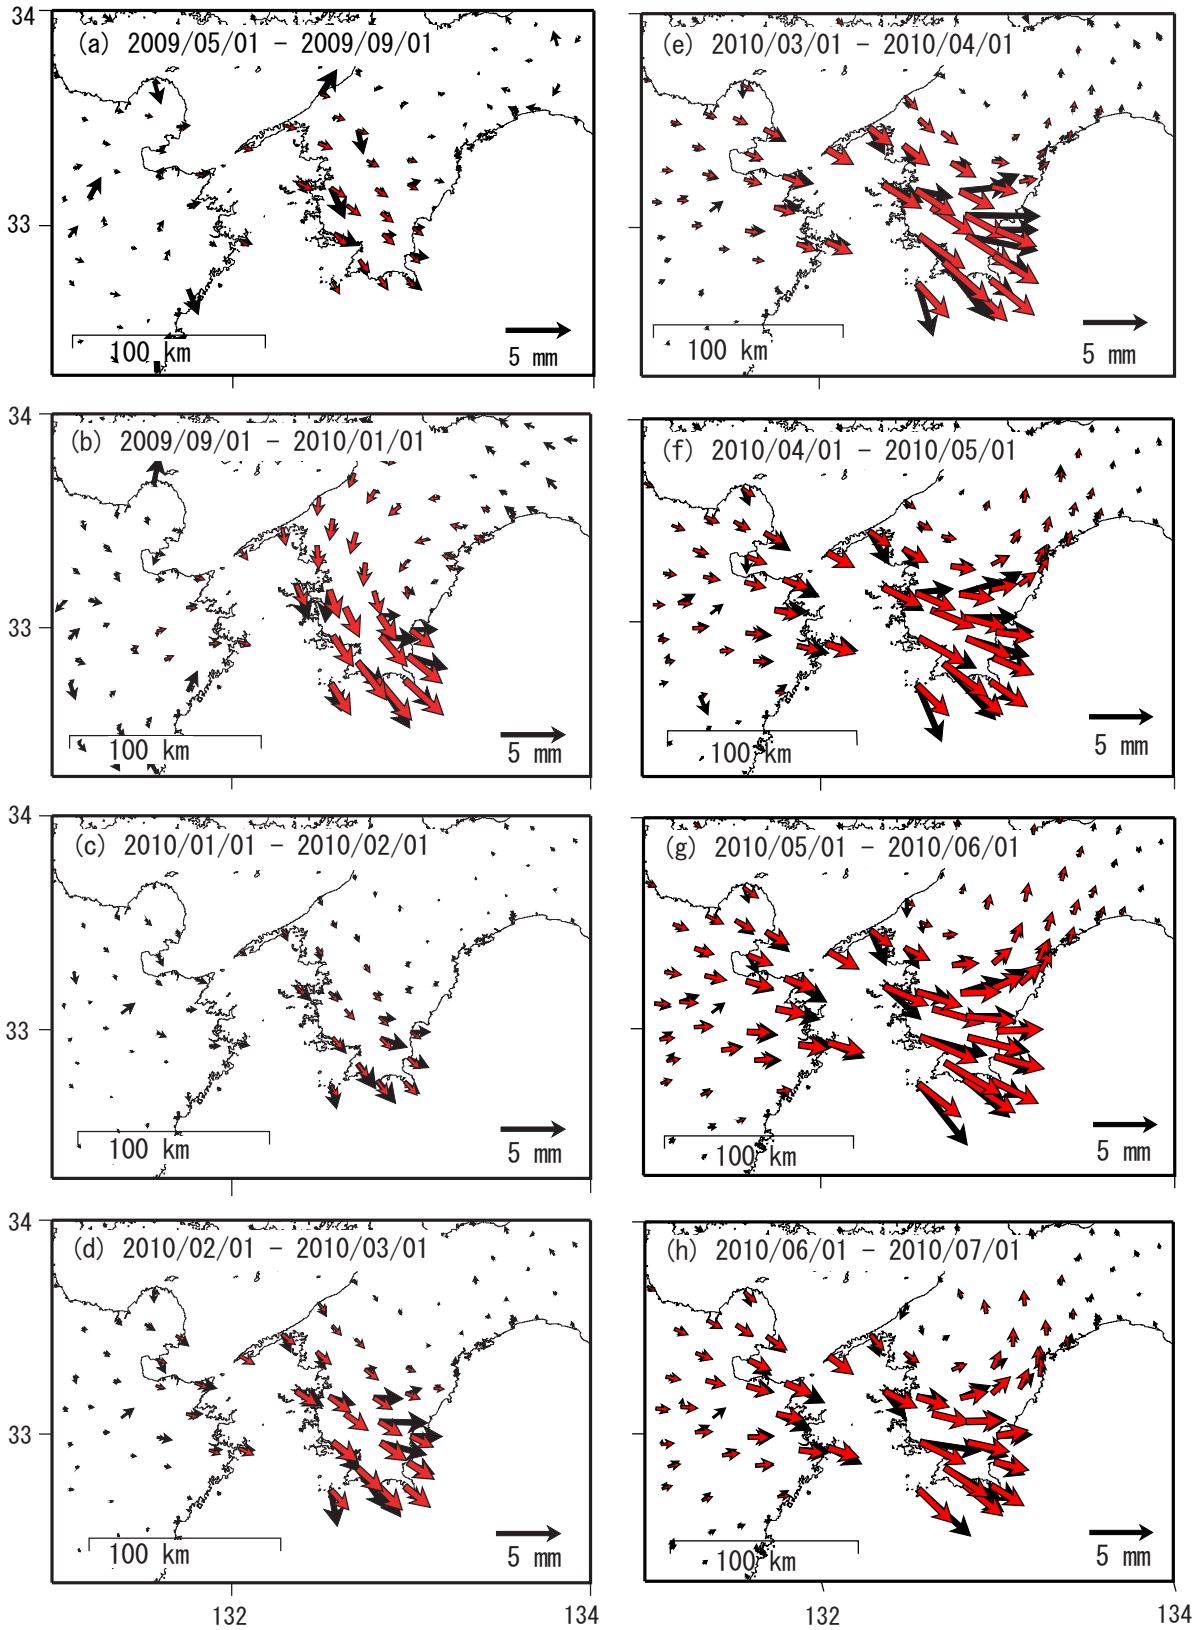 34
(a) 2009/05/01 - 2009/09/01
33
100 km
5 mm
(e) 2010/03/01 - 2010/04/01
100 km
5 mm
34
(b) 2009/09/01 - 2010/01/01
33
100 km
5 mm
(f) 2010/04/01 - 2010/05/01
100 km
5 mm
34
(c) 2010/01/01 - 2010/02/01
33
100 km
5 mm
(g) 2010/05/01 - 2010/06/01
100 km
5 mm
34
(d) 2010/02/01 - 2010/03/01
33
100 km
5 mm
132
134
(h) 2010/06/01 - 2010/07/01
100 km
5 mm
132
134